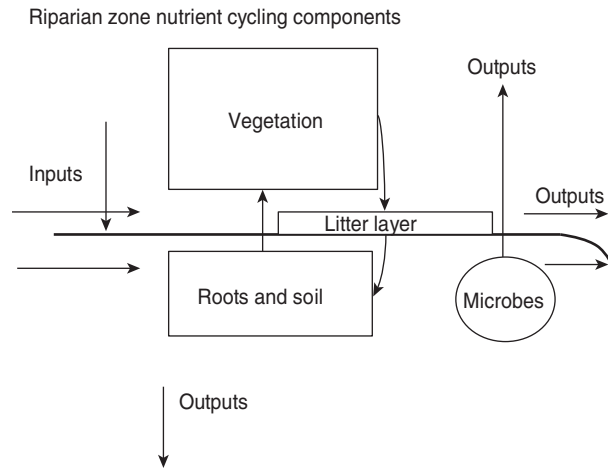 Riparian zone nutrient cycling components
Outputs
Vegetation
Inputs
Outputs
Litter layer
Roots and soil
Microbes
Outputs